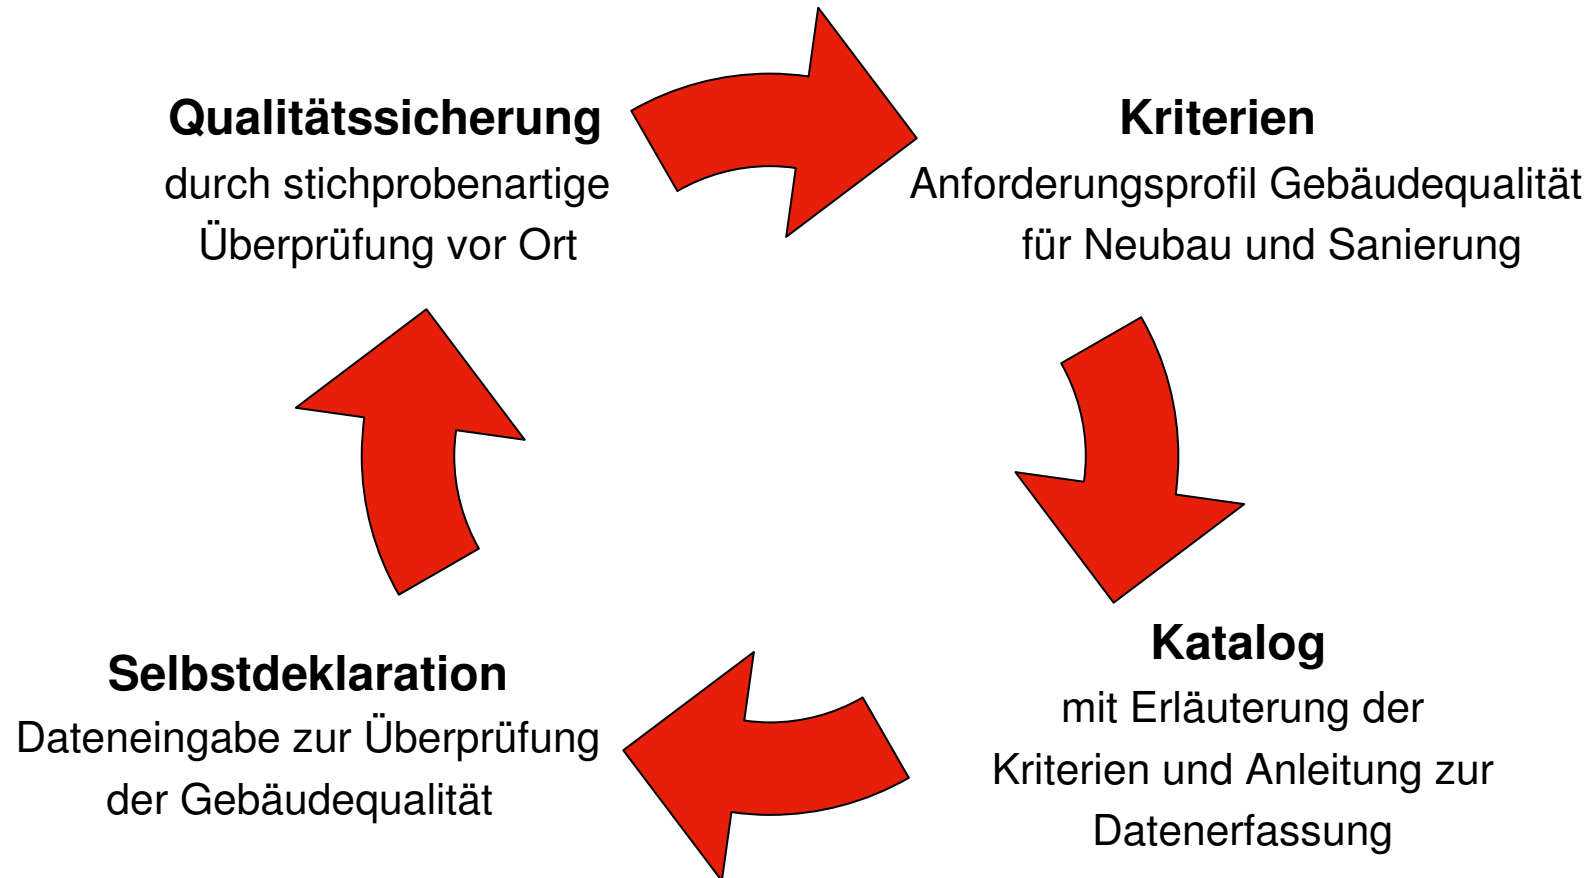 Qualitätssicherung
durch stichprobenartige
Überprüfung vor Ort
Kriterien
Anforderungsprofil Gebäudequalität
für Neubau und Sanierung
Katalog
mit Erläuterung der
Kriterien und Anleitung zur
Datenerfassung
Selbstdeklaration
Dateneingabe zur Überprüfung
der Gebäudequalität